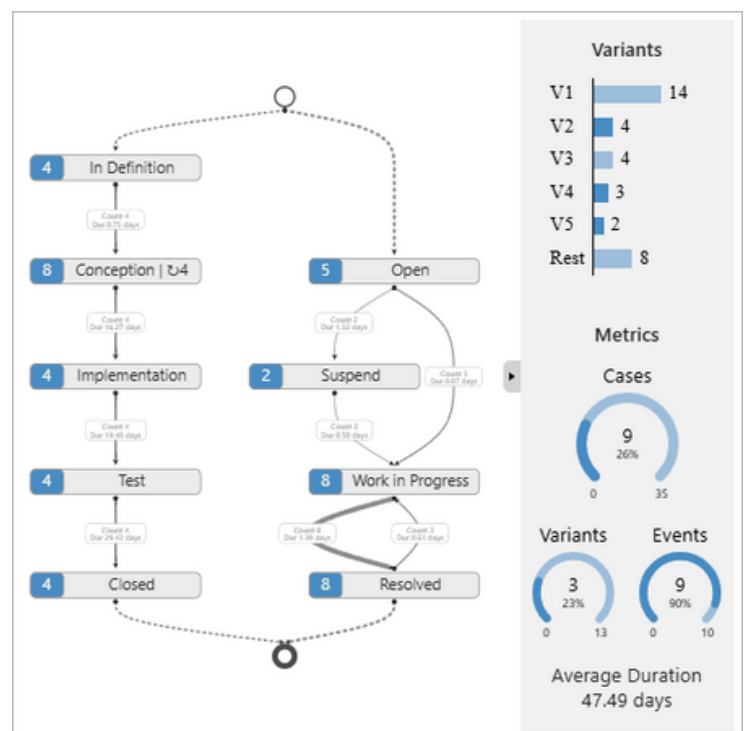 Variants
V1 14
V2 4
V3 4
V4 3
V5 2
Rest 8
4 In Definition
Count 4
Dur 0.75 days
8 Conception | ↻4
5 Open
Count 4
Dur 16.27 days
Count 2
Dur 1.32 days
4 Implementation
2 Suspend
Count 3
Dur 0.07 days
Count 4
Dur 19.40 days
Count 2
Dur 0.50 days
4 Test
8 Work in Progress
Count 4
Dur 29.42 days
Count 8
Dur 1.39 days
Count 3
Dur 0.61 days
4 Closed
8 Resolved
Metrics
Cases
9
26%
0 35
Variants Events
3 9
23% 90%
0 13 0 10
Average Duration
47.49 days